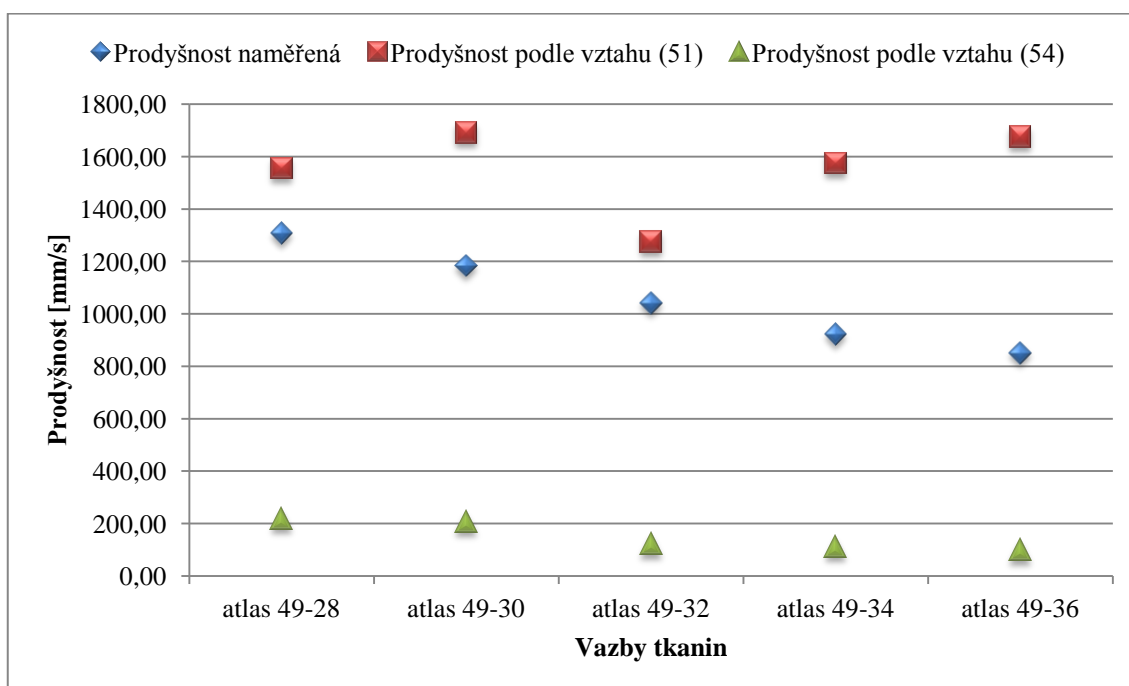 Prodyšnost naměřená Prodyšnost podle vztahu (51) Prodyšnost podle vztahu (54)
1800,00
1600,00
1400,00
1200,00
1000,00
800,00
600,00
400,00
200,00
0,00
Prodyšnost [mm/s]
atlas 49-28 atlas 49-30 atlas 49-32 atlas 49-34 atlas 49-36
Vazby tkanin